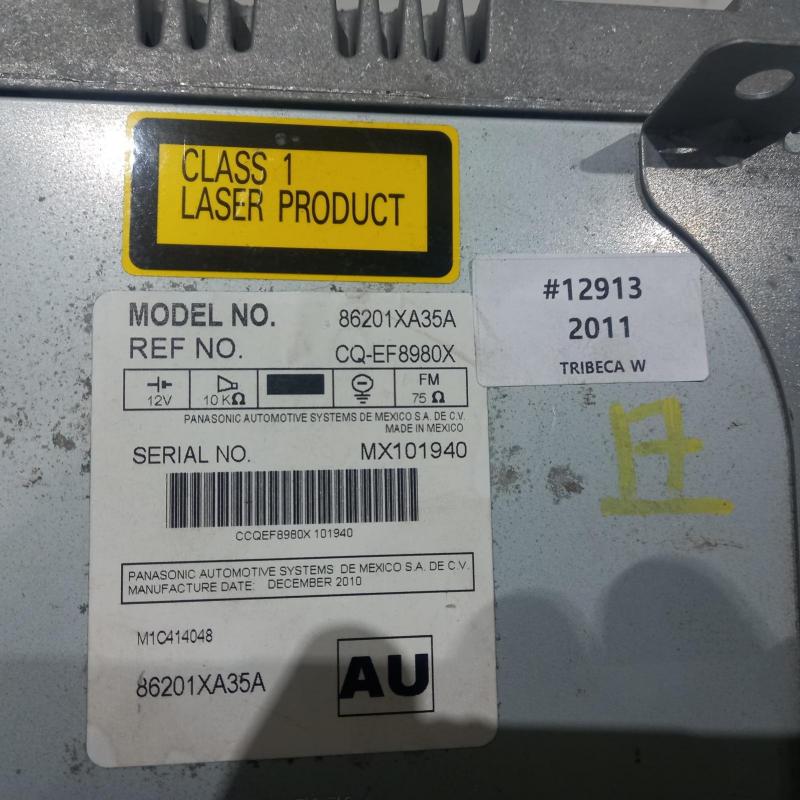 CLASS 1
LASER PRODUCT
#12913
2011
TRIBECA W
MODEL NO. 86201XA35A
REF NO. CQ-EF8980X
12V 10 KΩ FM 75 Ω
PANASONIC AUTOMOTIVE SYSTEMS DE MEXICO S.A. DE C.V.
MADE IN MEXICO
SERIAL NO. MX101940
CCQEF8980X 101940
PANASONIC AUTOMOTIVE SYSTEMS DE MEXICO S.A. DE C.V.
MANUFACTURE DATE: DECEMBER 2010
M1C414048
86201XA35A
AU